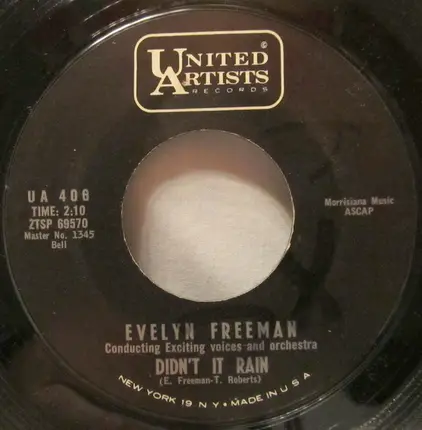 ©
UNITED
ARTISTS
RECORDS
UA 406
TIME: 2:10
ZTSP 69570
Master No. 1345
Bell
Morrisiana Music
ASCAP
EVELYN FREEMAN
Conducting Exciting voices and orchestra
DIDN'T IT RAIN
(E. Freeman-T. Roberts)
NEW YORK 19 N Y • MADE IN U S A